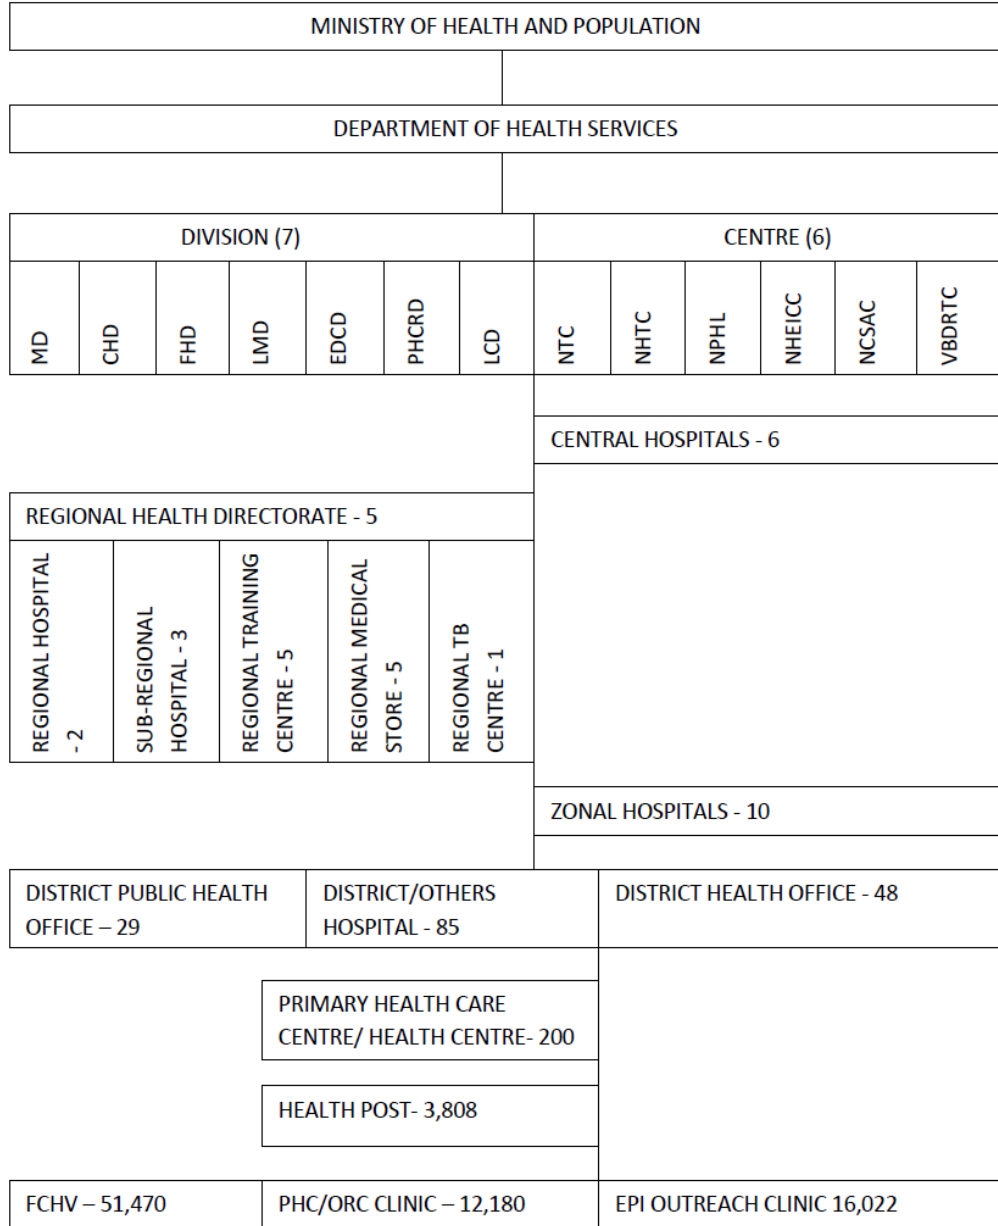 MINISTRY OF HEALTH AND POPULATION
DEPARTMENT OF HEALTH SERVICES
DIVISION (7)
CENTRE (6)
MD
CHD
FHD
LMD
EDCD
PHCRD
LCD
NTC
NHTC
NPHL
NHEICC
NCSAC
VBDRTC
CENTRAL HOSPITALS - 6
REGIONAL HEALTH DIRECTORATE - 5
REGIONAL HOSPITAL
- 2
SUB-REGIONAL
HOSPITAL - 3
REGIONAL TRAINING
CENTRE - 5
REGIONAL MEDICAL
STORE - 5
REGIONAL TB
CENTRE - 1
ZONAL HOSPITALS - 10
DISTRICT PUBLIC HEALTH
OFFICE – 29
DISTRICT/OTHERS
HOSPITAL - 85
DISTRICT HEALTH OFFICE - 48
PRIMARY HEALTH CARE
CENTRE/ HEALTH CENTRE- 200
HEALTH POST- 3,808
FCHV – 51,470
PHC/ORC CLINIC – 12,180
EPI OUTREACH CLINIC 16,022